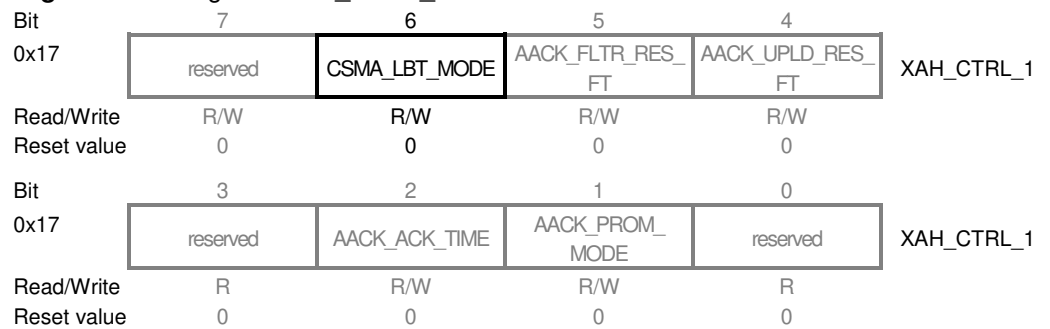 Bit 7 6 5 4
0x17 reserved CSMA_LBT_MODE AACK_FLTR_RES_FT AACK_UPLD_RES_FT XAH_CTRL_1
Read/Write R/W R/W R/W R/W
Reset value 0 0 0 0
Bit 3 2 1 0
0x17 reserved AACK_ACK_TIME AACK_PROM_MODE reserved XAH_CTRL_1
Read/Write R R/W R/W R
Reset value 0 0 0 0